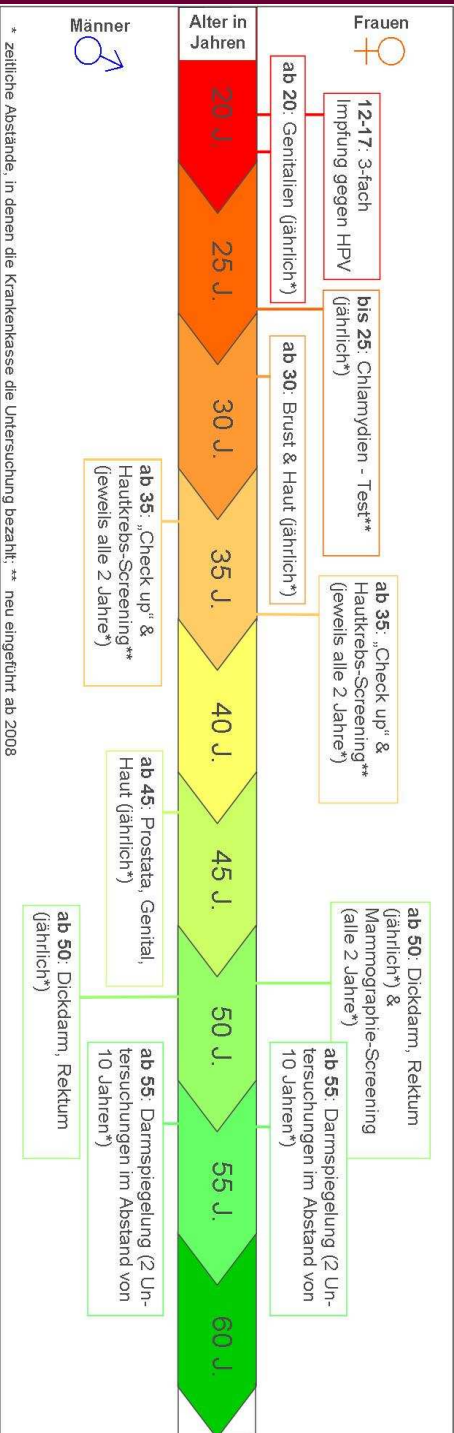 Frauen
12-17: 3-fach
Impfung gegen HPV
bis 25: Chlamydien - Test**
(jährlich*)
ab 35: „Check up“ &
Hautkrebs-Screening**
(jeweils alle 2 Jahre*)
ab 50: Dickdarm, Rektum
(jährlich*) &
Mammographie-Screening
(alle 2 Jahre*)
ab 20: Genitalien (jährlich*)
ab 30: Brust & Haut (jährlich*)
ab 55: Darmspiegelung (2 Un-
tersuchungen im Abstand von
10 Jahren*)
Alter in
Jahren
20 J.
25 J.
30 J.
35 J.
40 J.
45 J.
50 J.
55 J.
60 J.
Männer
ab 35: „Check up“ &
Hautkrebs-Screening**
(jeweils alle 2 Jahre*)
ab 45: Prostata, Genital,
Haut (jährlich*)
ab 50: Dickdarm, Rektum
(jährlich*)
ab 55: Darmspiegelung (2 Un-
tersuchungen im Abstand von
10 Jahren*)
* zeitliche Abstände, in denen die Krankenkasse die Untersuchung bezahlt; ** neu eingeführt ab 2008